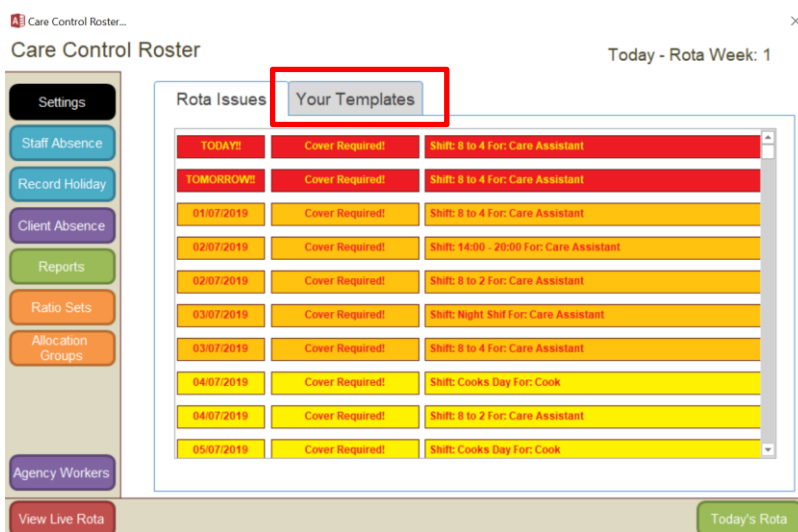 Care Control Roster...
Care Control Roster
Today - Rota Week: 1
Settings
Staff Absence
Record Holiday
Client Absence
Reports
Ratio Sets
Allocation
Groups
Agency Workers
View Live Rota
Rota Issues
Your Templates
TODAY!! Cover Required! Shift: 8 to 4 For: Care Assistant
TOMORROW!! Cover Required! Shift: 8 to 4 For: Care Assistant
01/07/2019 Cover Required! Shift: 8 to 4 For: Care Assistant
02/07/2019 Cover Required! Shift: 14:00 - 20:00 For: Care Assistant
02/07/2019 Cover Required! Shift: 8 to 2 For: Care Assistant
03/07/2019 Cover Required! Shift: Night Shif For: Care Assistant
03/07/2019 Cover Required! Shift: 8 to 4 For: Care Assistant
04/07/2019 Cover Required! Shift: Cooks Day For: Cook
04/07/2019 Cover Required! Shift: 8 to 2 For: Care Assistant
05/07/2019 Cover Required! Shift: Cooks Day For: Cook
Today's Rota